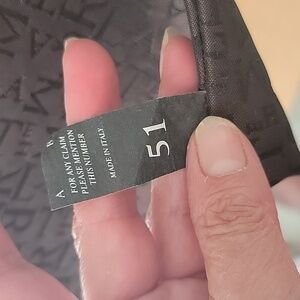 A
FOR ANY CLAIM
PLEASE MENTION
THIS NUMBER
MADE IN ITALY
51